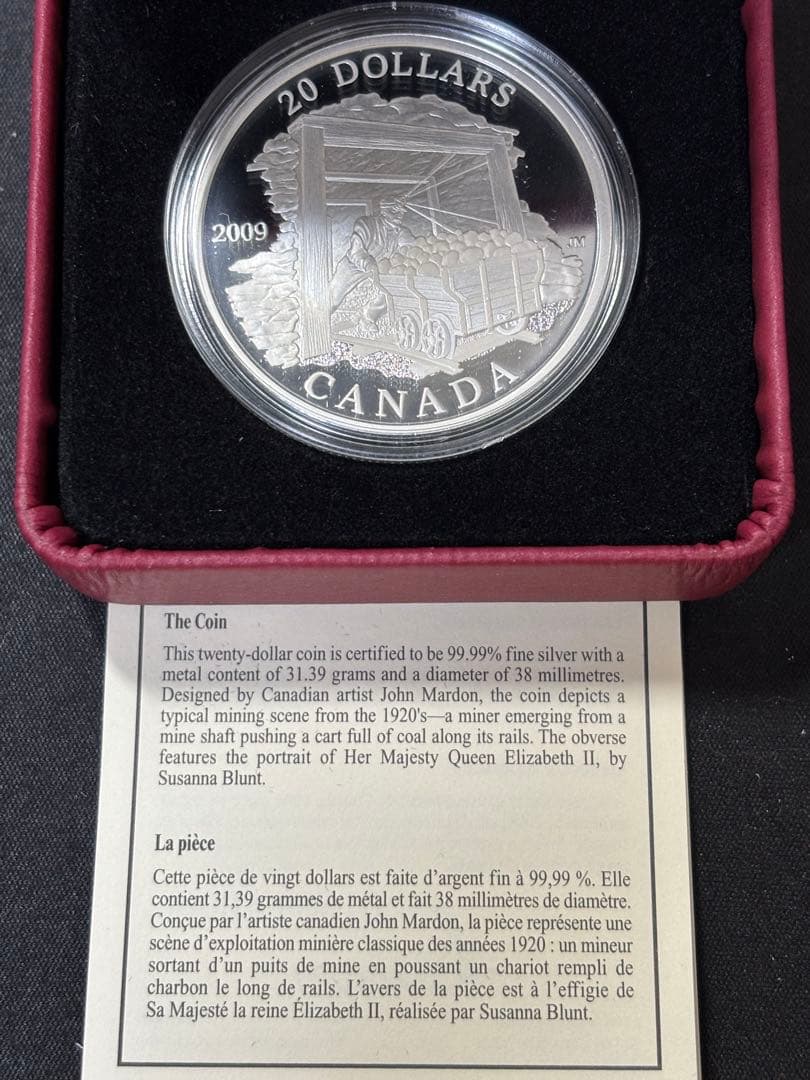 20 DOLLARS
2009
JM
CANADA
The Coin
This twenty-dollar coin is certified to be 99.99% fine silver with a
metal content of 31.39 grams and a diameter of 38 millimetres.
Designed by Canadian artist John Mardon, the coin depicts a
typical mining scene from the 1920's—a miner emerging from a
mine shaft pushing a cart full of coal along its rails. The obverse
features the portrait of Her Majesty Queen Elizabeth II, by
Susanna Blunt.
La pièce
Cette pièce de vingt dollars est faite d'argent fin à 99,99 %. Elle
contient 31,39 grammes de métal et fait 38 millimètres de diamètre.
Conçue par l'artiste canadien John Mardon, la pièce représente une
scène d'exploitation minière classique des années 1920 : un mineur
sortant d'un puits de mine en poussant un chariot rempli de
charbon le long de rails. L'avers de la pièce est à l'effigie de
Sa Majesté la reine Élizabeth II, réalisée par Susanna Blunt.